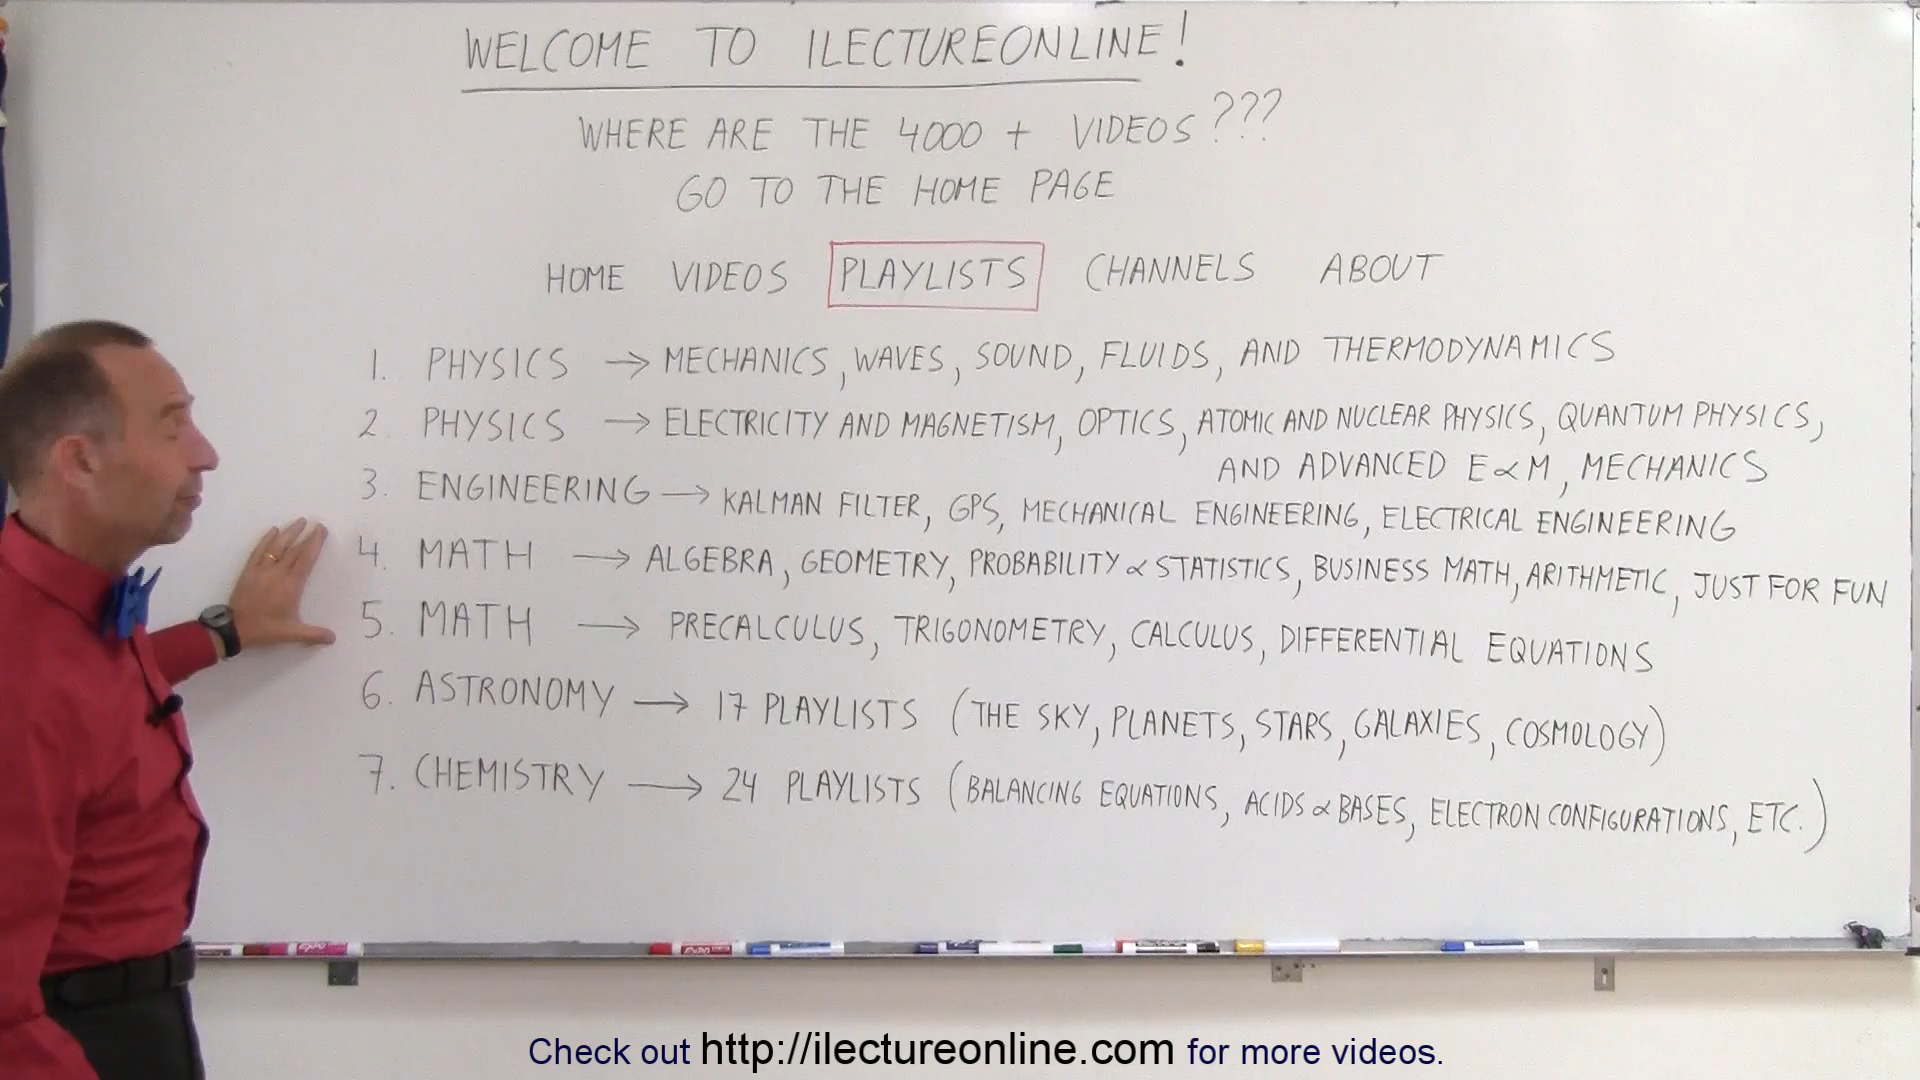 WELCOME TO ILECTUREONLINE!
WHERE ARE THE 4000 + VIDEOS???
GO TO THE HOME PAGE
HOME VIDEOS PLAYLISTS CHANNELS ABOUT
1. PHYSICS → MECHANICS, WAVES, SOUND, FLUIDS, AND THERMODYNAMICS
2. PHYSICS → ELECTRICITY AND MAGNETISM, OPTICS, ATOMIC AND NUCLEAR PHYSICS, QUANTUM PHYSICS,
AND ADVANCED E & M, MECHANICS
3. ENGINEERING → KALMAN FILTER, GPS, MECHANICAL ENGINEERING, ELECTRICAL ENGINEERING
4. MATH → ALGEBRA, GEOMETRY, PROBABILITY & STATISTICS, BUSINESS MATH, ARITHMETIC, JUST FOR FUN
5. MATH → PRECALCULUS, TRIGONOMETRY, CALCULUS, DIFFERENTIAL EQUATIONS
6. ASTRONOMY → 17 PLAYLISTS (THE SKY, PLANETS, STARS, GALAXIES, COSMOLOGY)
7. CHEMISTRY → 24 PLAYLISTS (BALANCING EQUATIONS, ACIDS & BASES, ELECTRON CONFIGURATIONS, ETC.)
EXPO EXPO
Check out http://ilectureonline.com for more videos.